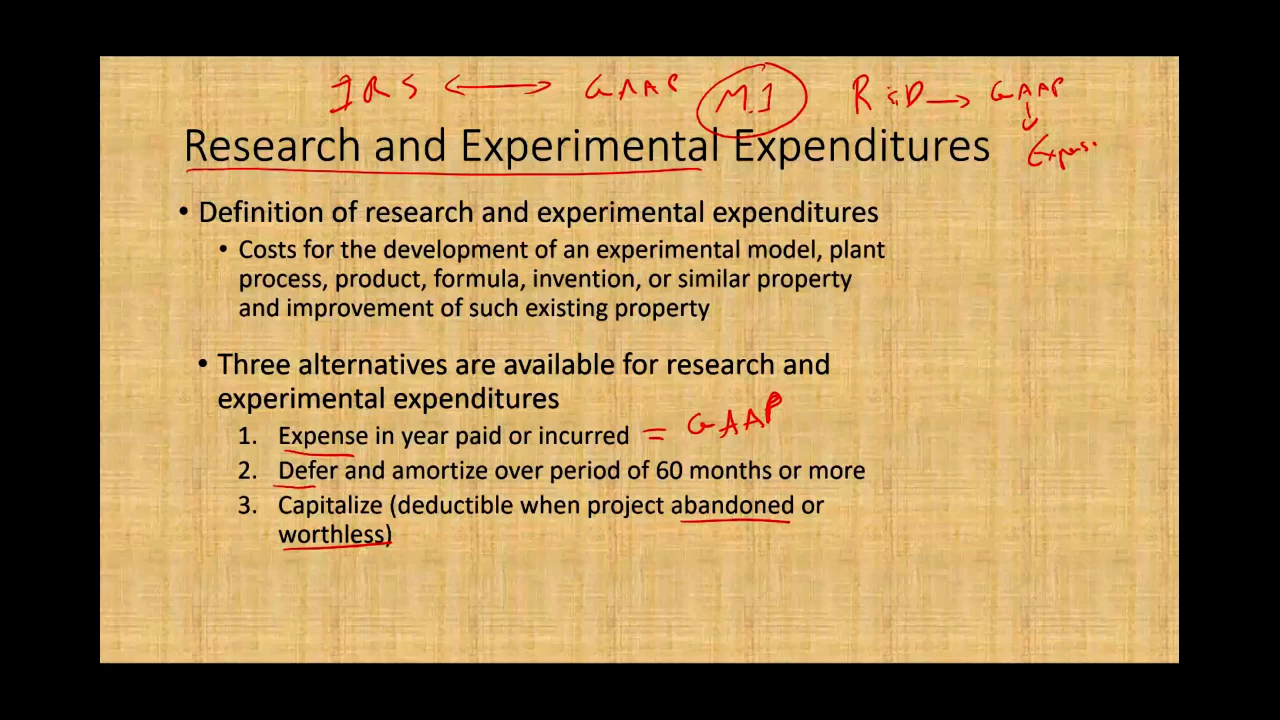 IRS ⟷ GAAP M.1 R&D → GAAP
↓
Research and Experimental Expenditures
• Definition of research and experimental expenditures
• Costs for the development of an experimental model, plant
process, product, formula, invention, or similar property
and improvement of such existing property
• Three alternatives are available for research and
experimental expenditures
1. Expense in year paid or incurred = GAAP
2. Defer and amortize over period of 60 months or more
3. Capitalize (deductible when project abandoned or
worthless)